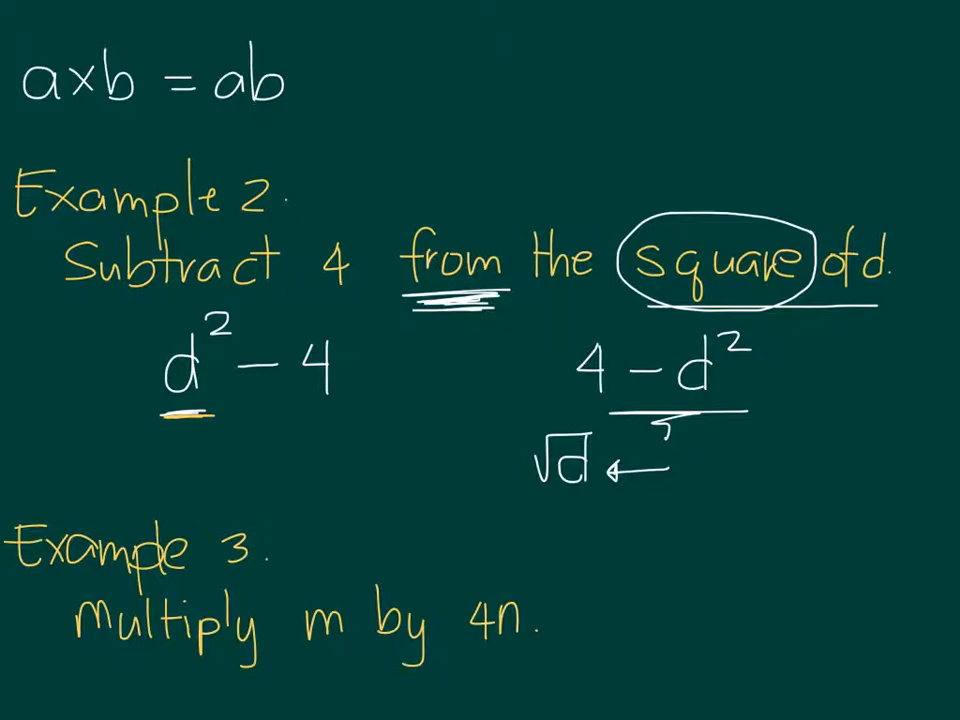 a×b = ab
Example 2.
Subtract 4 from the square of d.
d² − 4
4 − d²
√d ←
Example 3.
Multiply m by 4n.